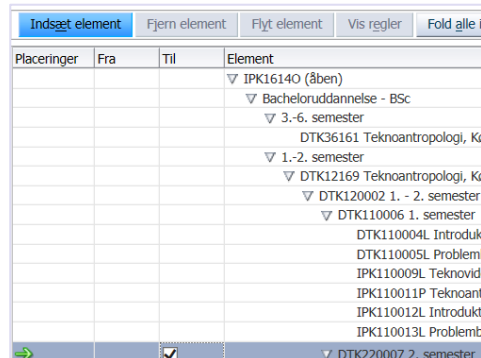 Indsæt element Fjern element Flyt element Vis regler Fold alle
Placeringer Fra Til Element
IPK1614O (åben)
Bacheloruddannelse - BSc
3.-6. semester
DTK36161 Teknoantropologi,
1.-2. semester
DTK12169 Teknoantropologi,
DTK120002 1. - 2. semester
DTK110006 1. semester
DTK110004L Introduk
DTK110005L Problem
IPK110009L Teknovid
IPK110011P Teknoant
IPK110012L Introdukt
IPK110013L Problemb
DTK220007 2. semester